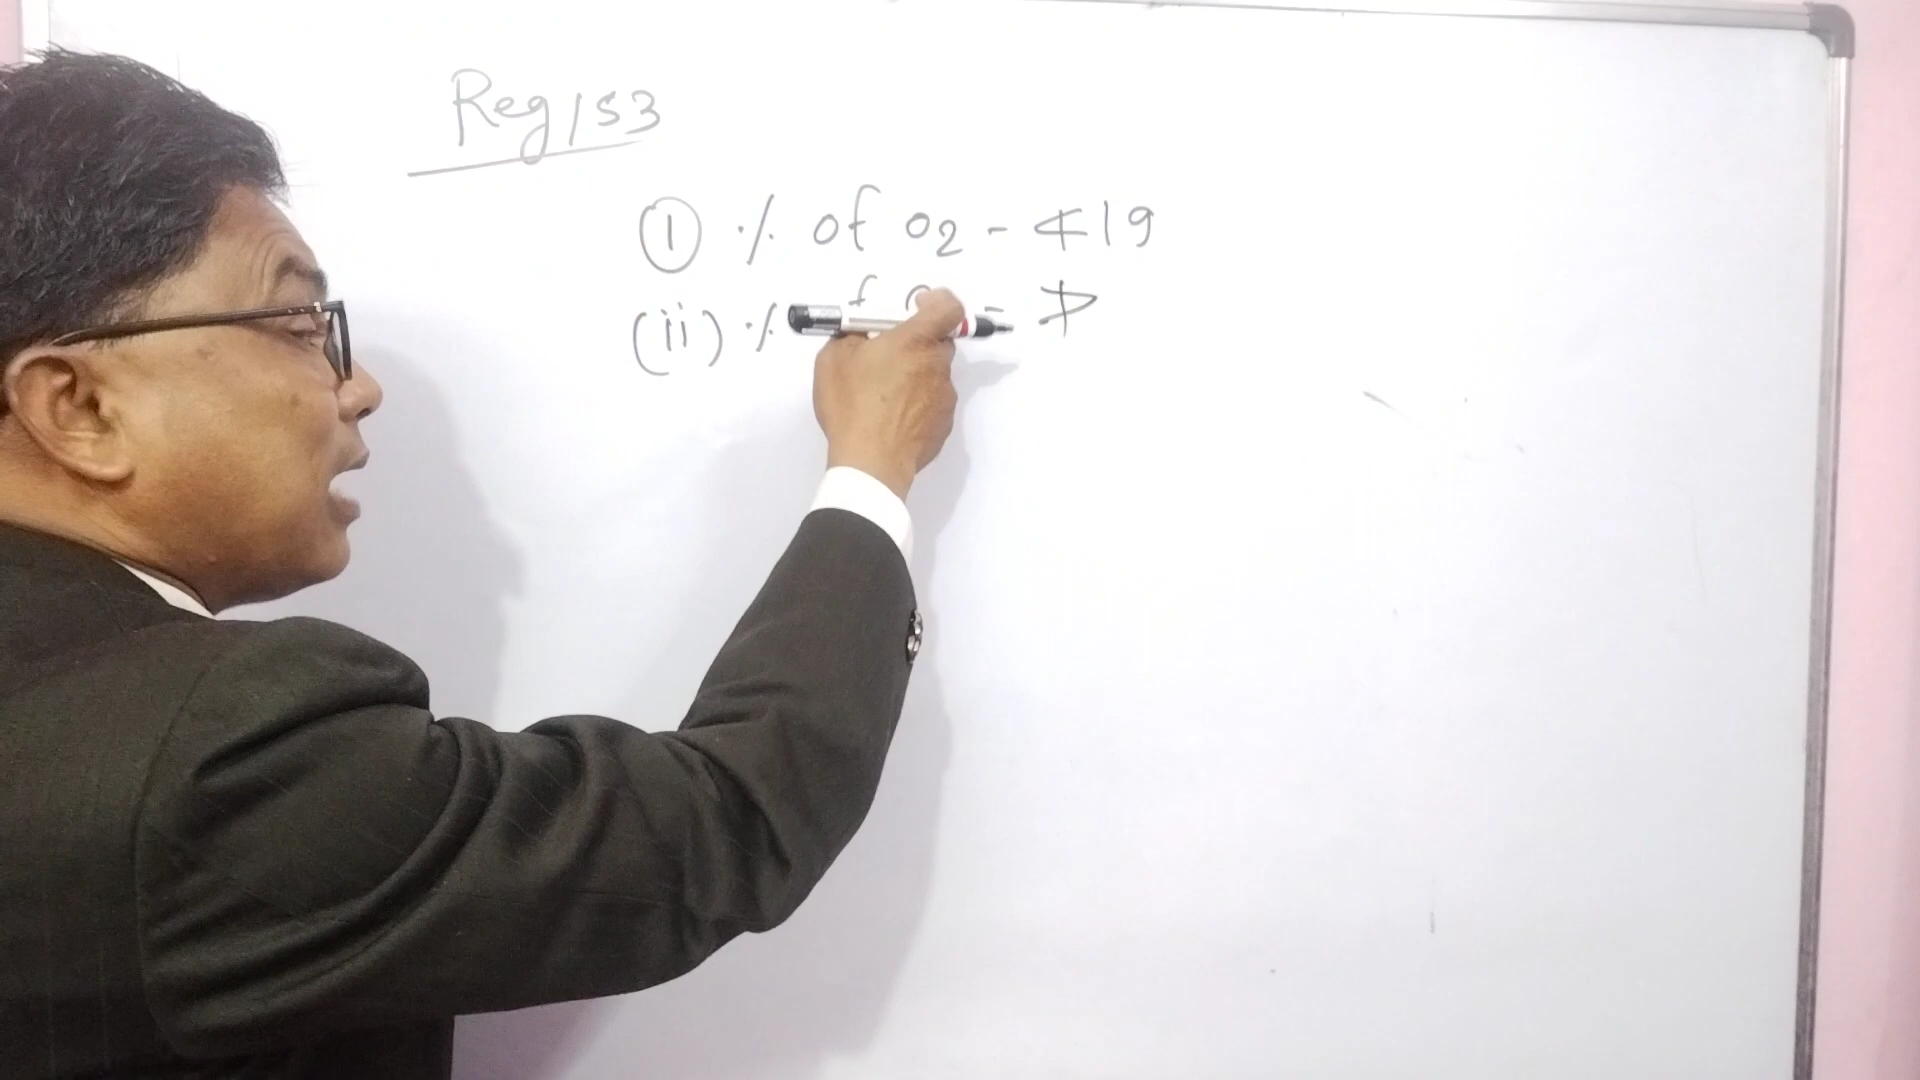 Reg 153
① % of O2 - ≮19
(ii) % - ≯